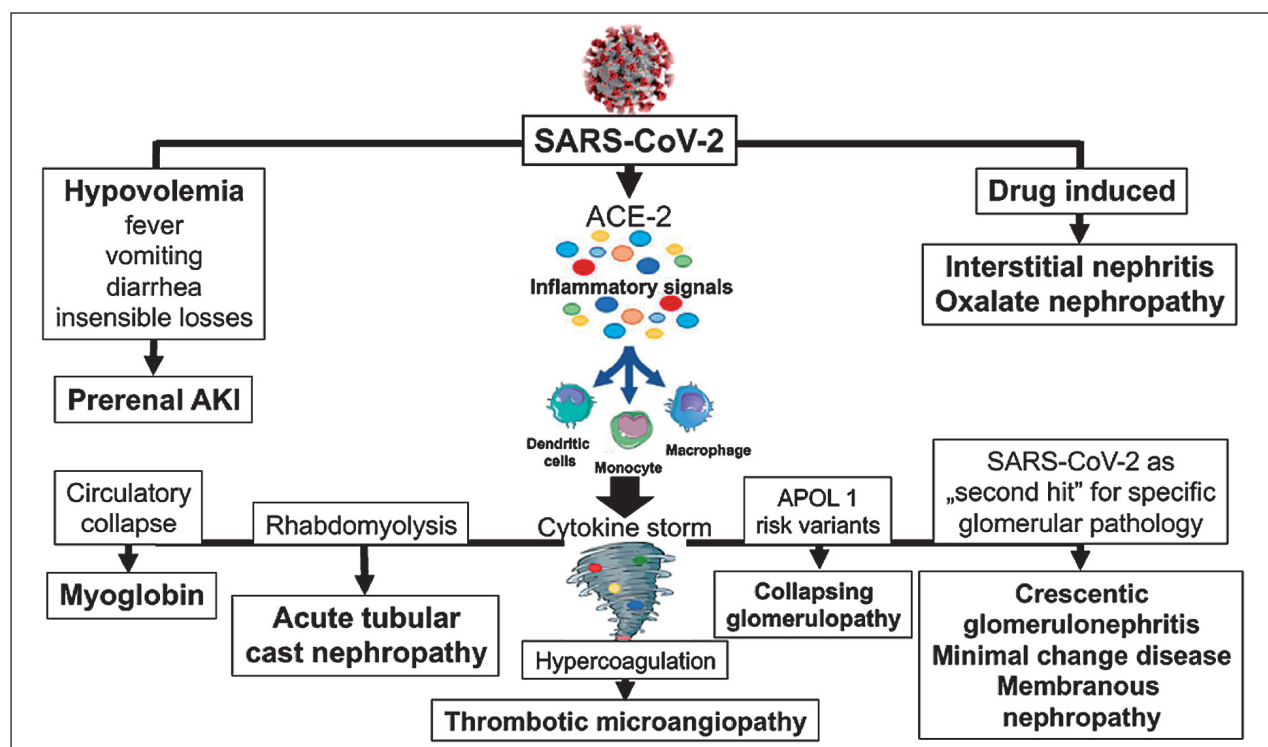 SARS-CoV-2
Hypovolemia
fever
vomiting
diarrhea
insensible losses
Prerenal AKI
ACE-2
Inflammatory signals
Dendritic
cells
Monocyte
Macrophage
Drug induced
Interstitial nephritis
Oxalate nephropathy
Cytokine storm
Circulatory
collapse
Myoglobin
Rhabdomyolysis
Acute tubular
cast nephropathy
Hypercoagulation
Thrombotic microangiopathy
APOL 1
risk variants
Collapsing
glomerulopathy
SARS-CoV-2 as
„second hit” for specific
glomerular pathology
Crescentic
glomerulonephritis
Minimal change disease
Membranous
nephropathy